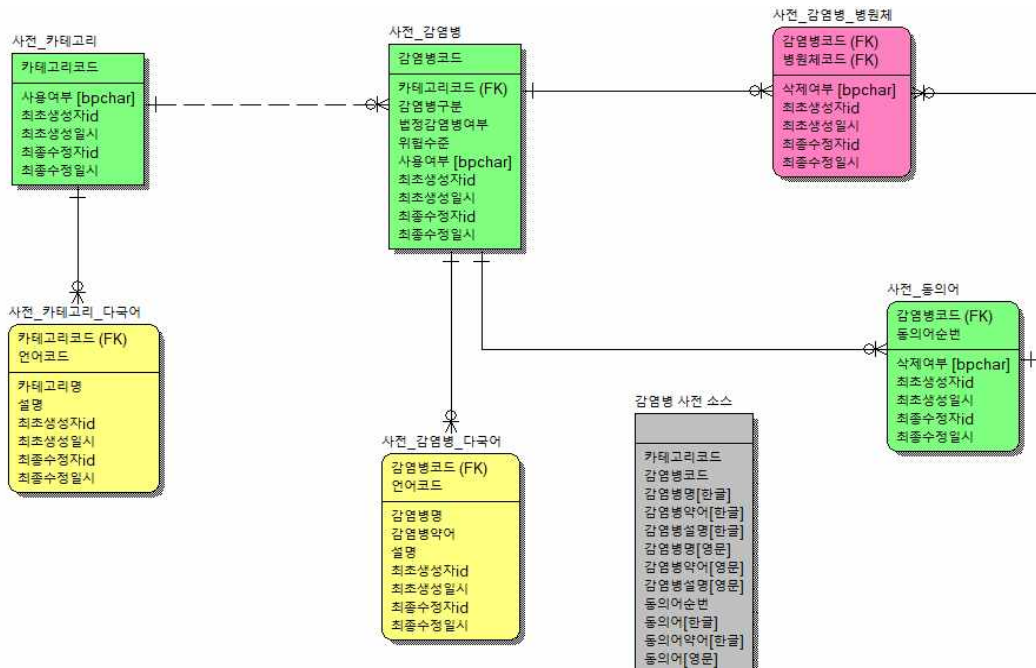 사전_카테고리
카테고리코드
사용여부 [bpchar]
최초생성자id
최초생성일시
최종수정자id
최종수정일시
사전_감염병
감염병코드
카테고리코드 (FK)
감염병구분
법정감염병여부
위험수준
사용여부 [bpchar]
최초생성자id
최초생성일시
최종수정자id
최종수정일시
사전_감염병_병원체
감염병코드 (FK)
병원체코드 (FK)
삭제여부 [bpchar]
최초생성자id
최초생성일시
최종수정자id
최종수정일시
사전_카테고리_다국어
카테고리코드 (FK)
언어코드
카테고리명
설명
최초생성자id
최초생성일시
최종수정자id
최종수정일시
사전_감염병_다국어
감염병코드 (FK)
언어코드
감염병명
감염병약어
설명
최초생성자id
최초생성일시
최종수정자id
최종수정일시
사전_동의어
감염병코드 (FK)
동의어순번
삭제여부 [bpchar]
최초생성자id
최초생성일시
최종수정자id
최종수정일시
감염병 사전 소스
카테고리코드
감염병코드
감염병명[한글]
감염병약어[한글]
감염병설명[한글]
감염병명[영문]
감염병약어[영문]
감염병설명[영문]
동의어순번
동의어[한글]
동의어약어[한글]
동의어[영문]